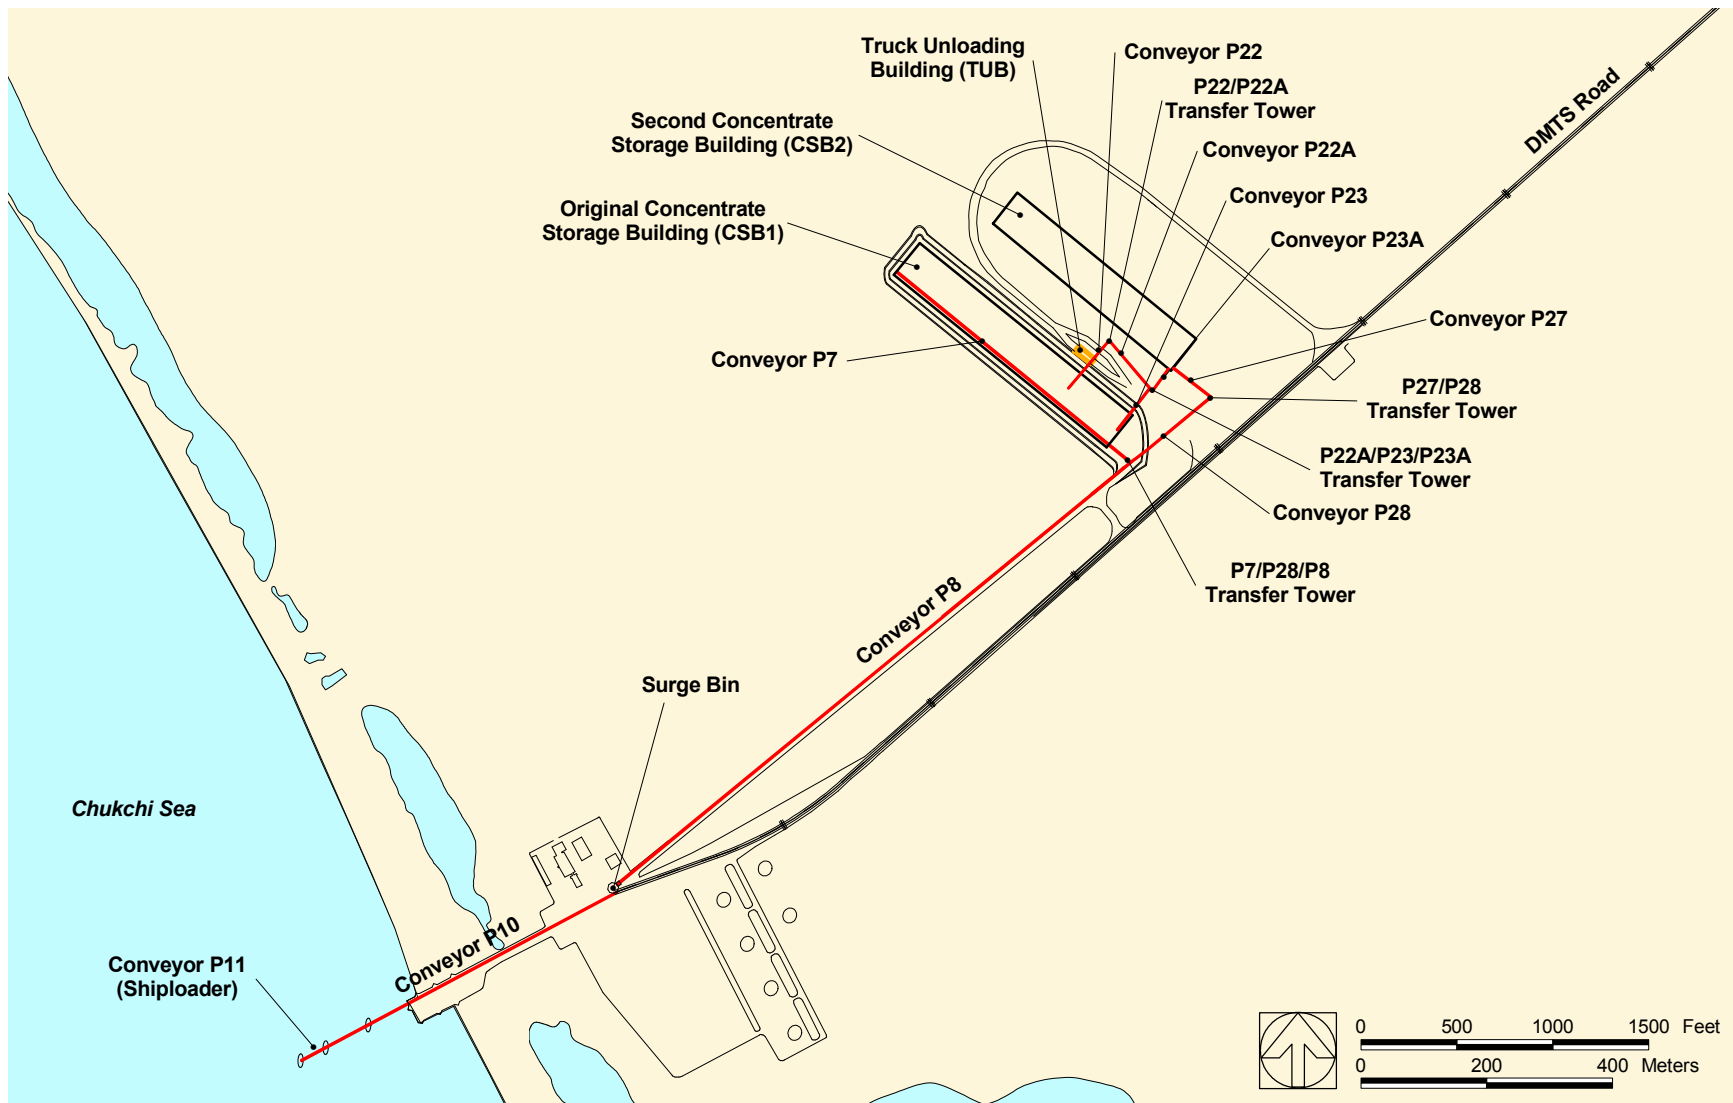 Truck Unloading
Building (TUB)
Conveyor P22
P22/P22A
Transfer Tower
DMTS Road
Second Concentrate
Storage Building (CSB2)
Conveyor P22A
Conveyor P23
Original Concentrate
Storage Building (CSB1)
Conveyor P23A
Conveyor P27
Conveyor P7
P27/P28
Transfer Tower
P22A/P23/P23A
Transfer Tower
Conveyor P28
P7/P28/P8
Transfer Tower
Conveyor P8
Surge Bin
Chukchi Sea
Conveyor P10
Conveyor P11
(Shiploader)
0 500 1000 1500 Feet
0 200 400 Meters